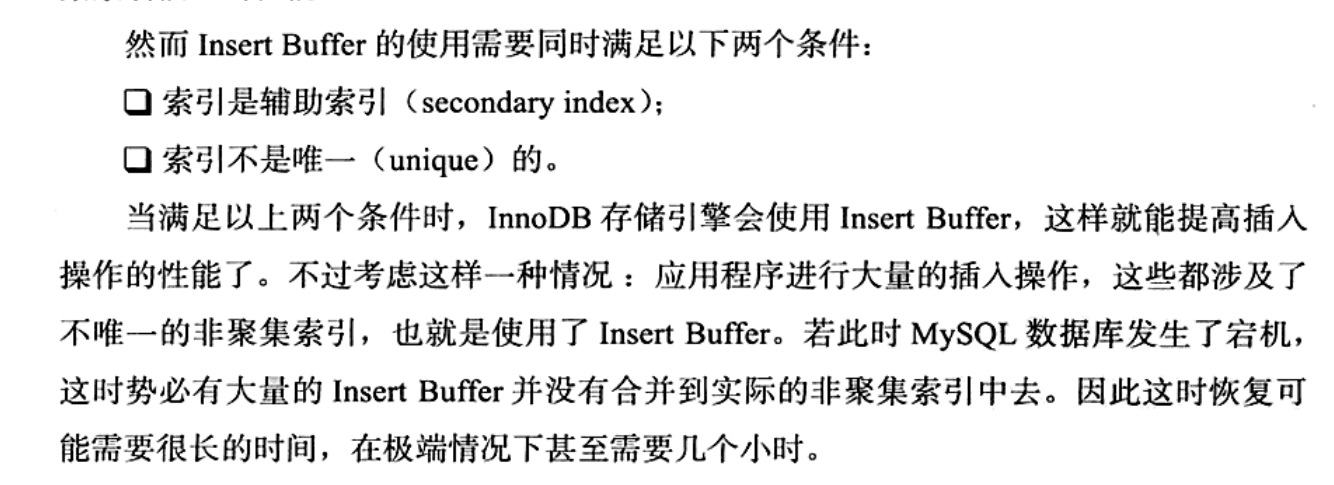 然而 Insert Buffer 的使用需要同时满足以下两个条件：
❑ 索引是辅助索引（secondary index）；
❑ 索引不是唯一（unique）的。
当满足以上两个条件时，InnoDB 存储引擎会使用 Insert Buffer，这样就能提高插入
操作的性能了。不过考虑这样一种情况：应用程序进行大量的插入操作，这些都涉及了
不唯一的非聚集索引，也就是使用了 Insert Buffer。若此时 MySQL 数据库发生了宕机，
这时势必有大量的 Insert Buffer 并没有合并到实际的非聚集索引中去。因此这时恢复可
能需要很长的时间，在极端情况下甚至需要几个小时。